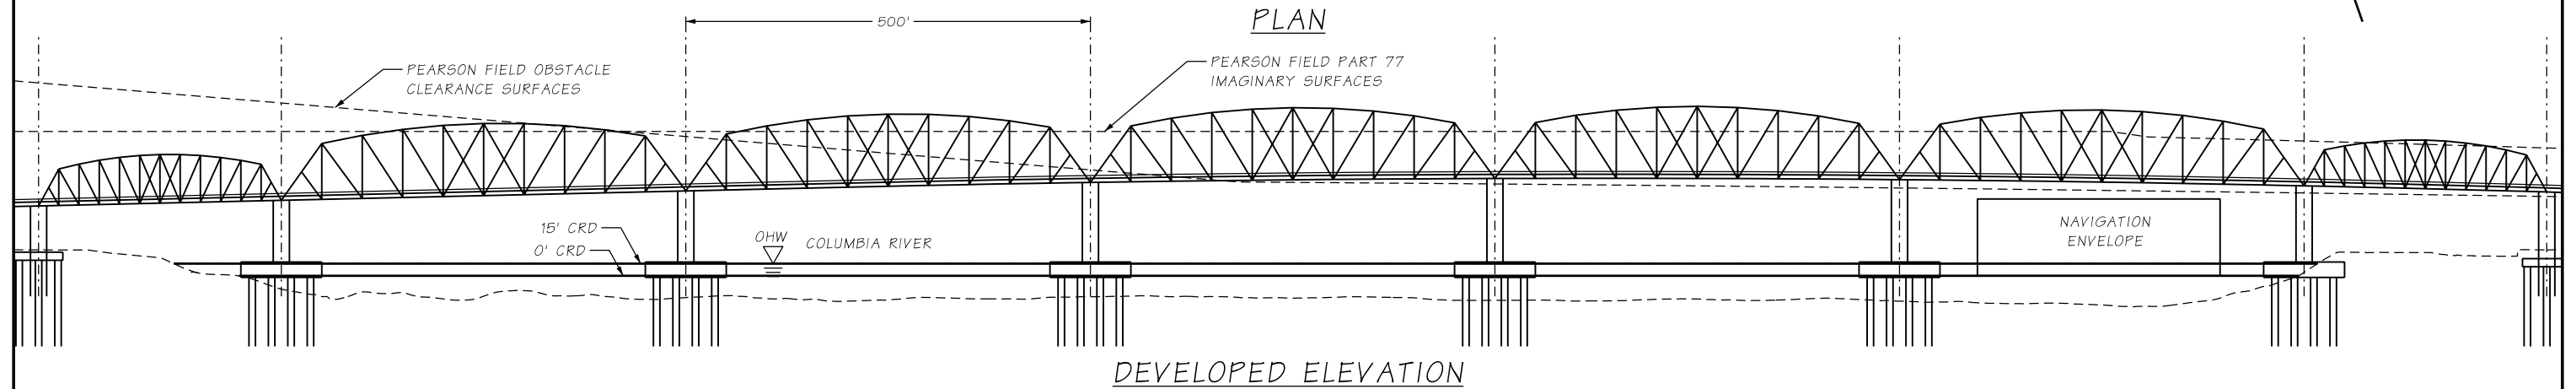 500'
PLAN
PEARSON FIELD OBSTACLE
CLEARANCE SURFACES
PEARSON FIELD PART 77
IMAGINARY SURFACES
15' CRD
0' CRD
OHW
COLUMBIA RIVER
NAVIGATION
ENVELOPE
DEVELOPED ELEVATION